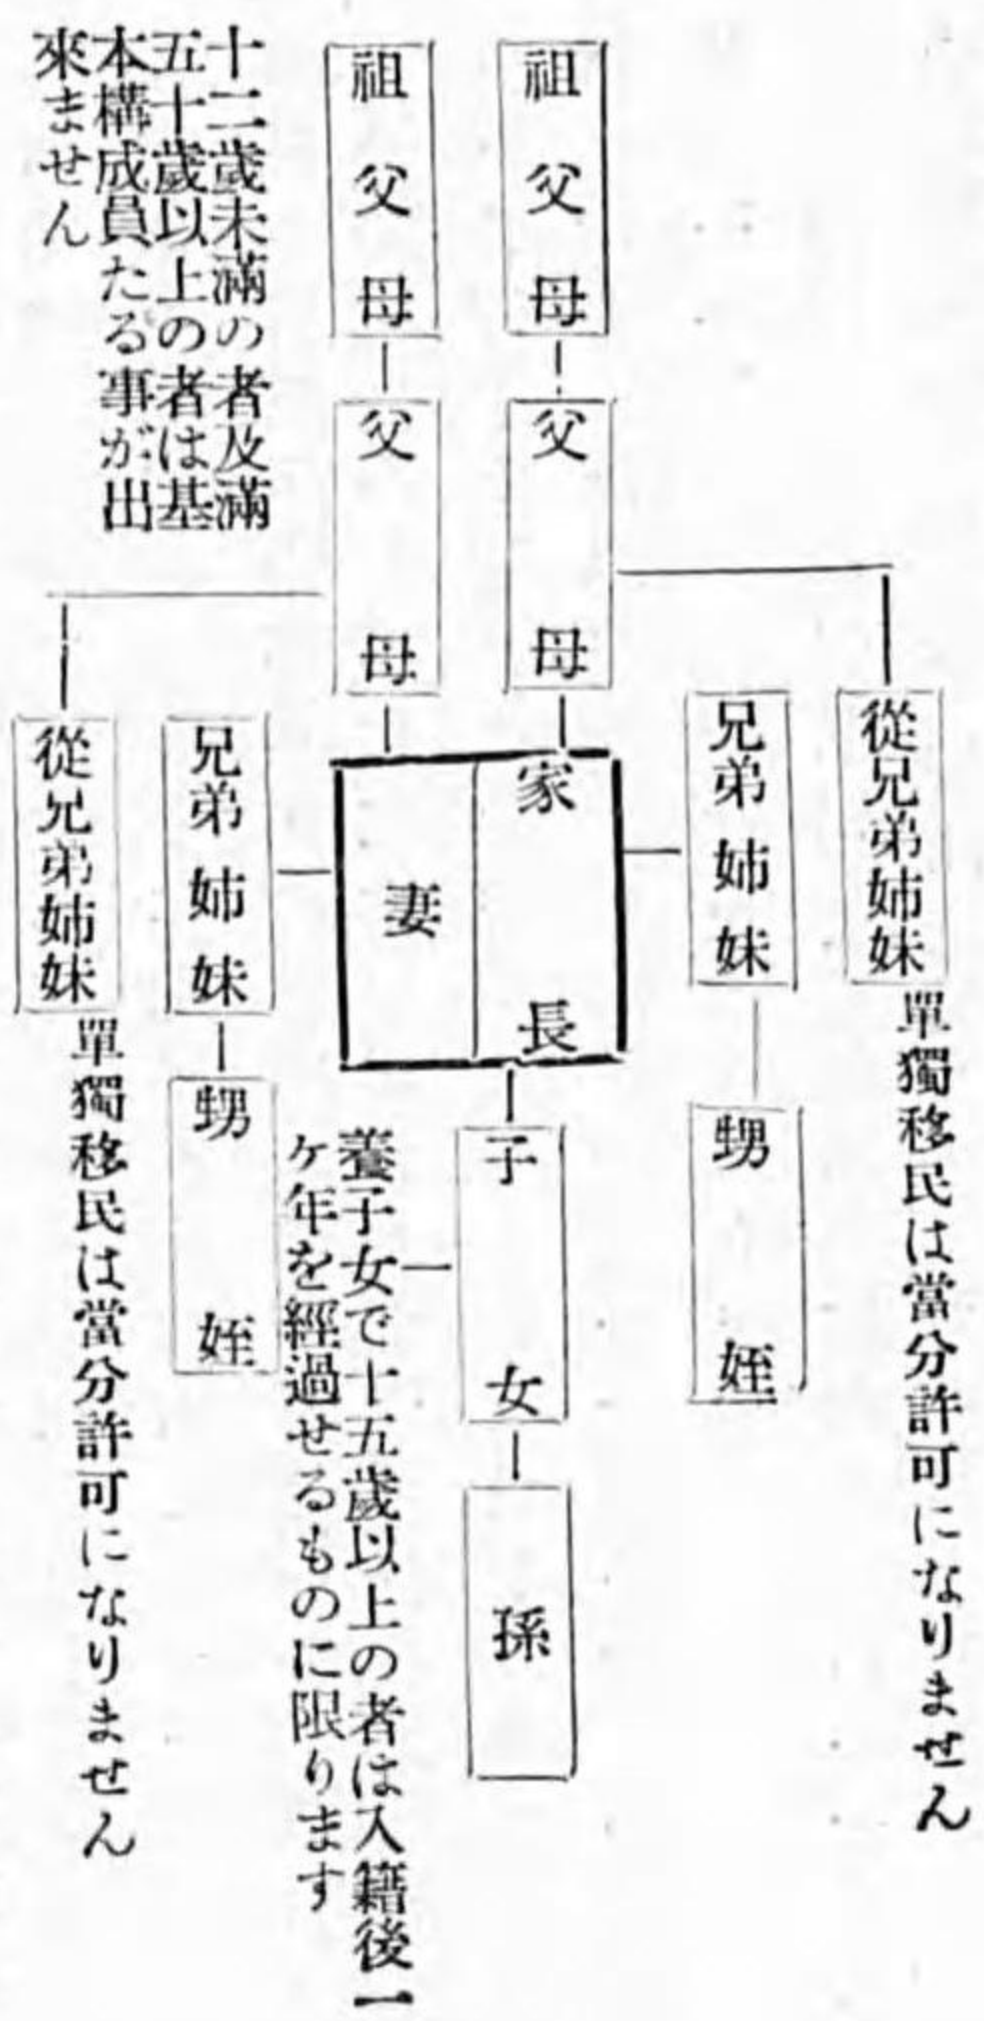 祖父母
祖父母
十二歲未滿の者及滿
五十歲以上の者は基
本構成員たる事が出
來ません
父母
父母
從兄弟姉妹
兄弟姉妹
家長
妻
兄弟姉妹
從兄弟姉妹
單獨移民は當分許可になりません
甥姪
子女
養子女で十五歲以上の者は入籍後一
ヶ年を經過せるものに限ります
甥姪
單獨移民は當分許可になりません
孫